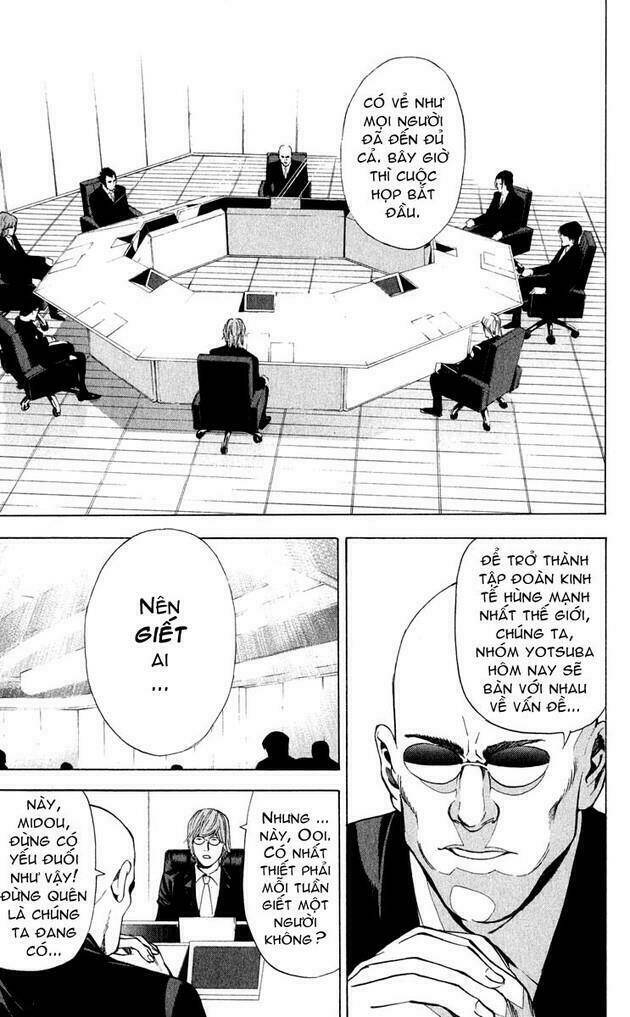 CÓ VẺ NHƯ
MỌI NGƯỜI
ĐÃ ĐẾN ĐỦ
CẢ. BÂY GIỜ
THÌ CUỘC
HỌP BẮT
ĐẦU.
ĐỂ TRỞ THÀNH
TẬP ĐOÀN KINH
TẾ HÙNG MẠNH
NHẤT THẾ GIỚI,
CHÚNG TA,
NHÓM YOTSUBA
HÔM NAY SẼ
BÀN VỚI NHAU
VỀ VẤN ĐỀ...
NÊN
GIẾT
AI
...
NHƯNG ...
NÀY, OOI.
CÓ NHẤT
THIẾT PHẢI
MỖI TUẦN
GIẾT MỘT
NGƯỜI
KHÔNG?
NÀY,
MIDOU,
ĐỪNG CÓ
YẾU ĐUỐI
NHƯ VẬY!
ĐỪNG QUÊN
LÀ CHÚNG
TA ĐANG
CÓ...